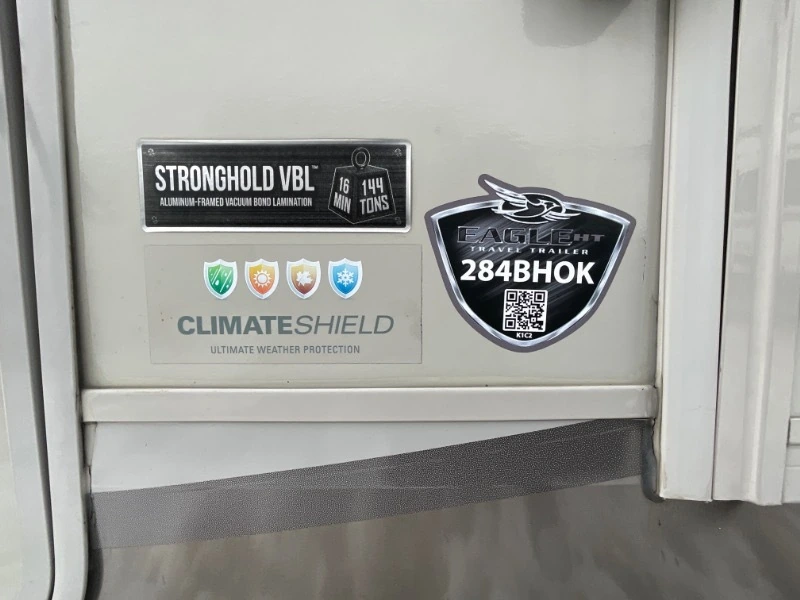 STRONGHOLD VBL™
ALUMINUM-FRAMED VACUUM BOND LAMINATION
16 MIN
144 TONS
CLIMATESHIELD
ULTIMATE WEATHER PROTECTION
EAGLE HT
TRAVEL TRAILER
284BHOK
K1C2